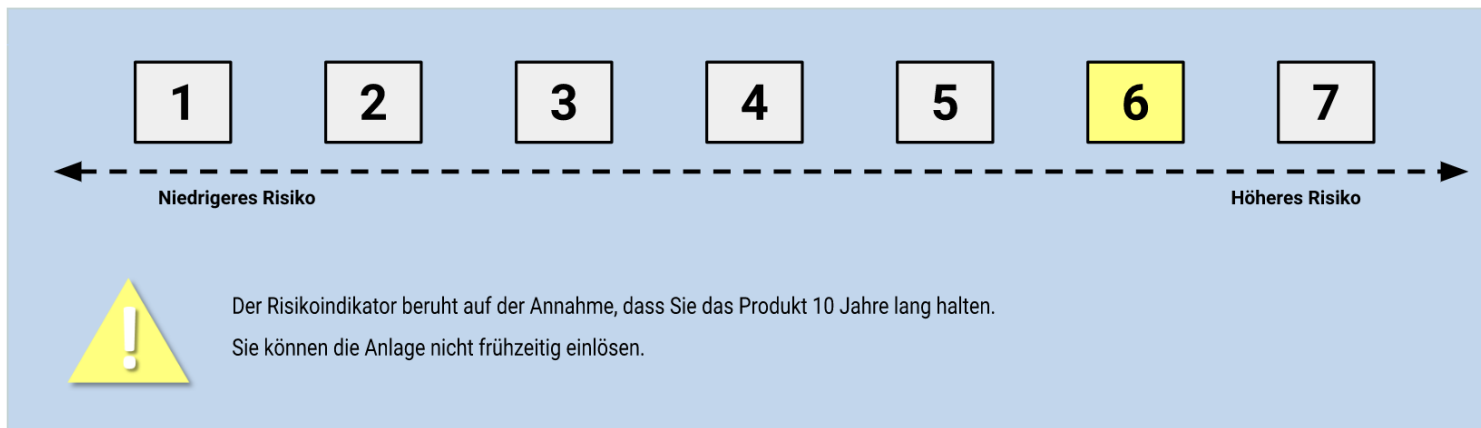 1 2 3 4 5 6 7
Niedrigeres Risiko Höheres Risiko
!
Der Risikoindikator beruht auf der Annahme, dass Sie das Produkt 10 Jahre lang halten.
Sie können die Anlage nicht frühzeitig einlösen.